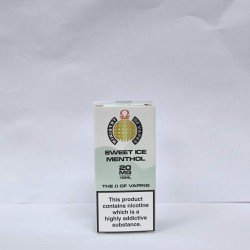 SWEET ICE
MENTHOL
20
MG
10ML
THE Ω OF VAPING
This product
contains nicotine
which is a highly
addictive
substance.